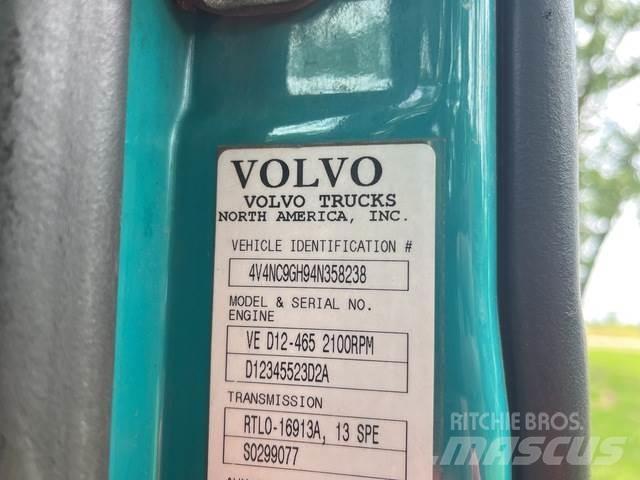 VOLVO
VOLVO TRUCKS
NORTH AMERICA, INC.
VEHICLE IDENTIFICATION #
4V4NC9GH94N358238
MODEL & SERIAL NO.
ENGINE
VE D12-465 2100RPM
D12345523D2A
TRANSMISSION
RTLO-16913A, 13 SPE
S0299077
RITCHIE BROS.
MASCUS